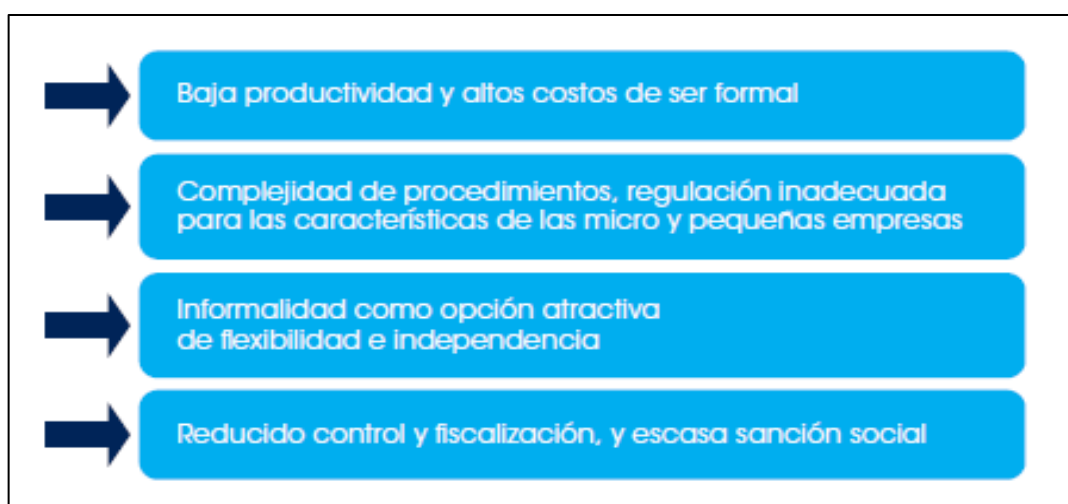 Baja productividad y altos costos de ser formal
Complejidad de procedimientos, regulación inadecuada
para las características de las micro y pequeñas empresas
Informalidad como opción atractiva
de flexibilidad e independencia
Reducido control y fiscalización, y escasa sanción social